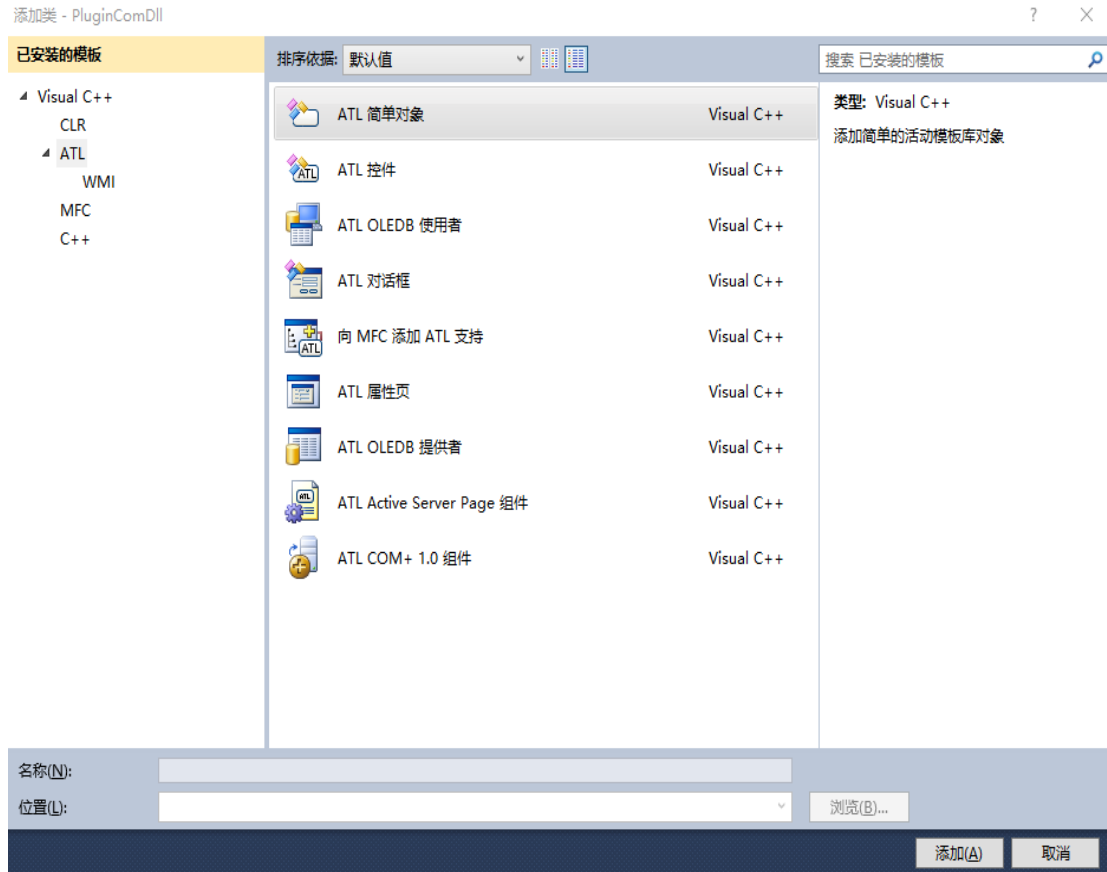 添加类 - PluginComDll
?
已安装的模板
排序依据: 默认值
搜索 已安装的模板
Visual C++
CLR
ATL
WMI
MFC
C++
ATL 简单对象 Visual C++
ATL 控件 Visual C++
ATL OLEDB 使用者 Visual C++
ATL 对话框 Visual C++
向 MFC 添加 ATL 支持 Visual C++
ATL 属性页 Visual C++
ATL OLEDB 提供者 Visual C++
ATL Active Server Page 组件 Visual C++
ATL COM+ 1.0 组件 Visual C++
类型: Visual C++
添加简单的活动模板库对象
名称(N):
位置(L):
浏览(B)...
添加(A) 取消